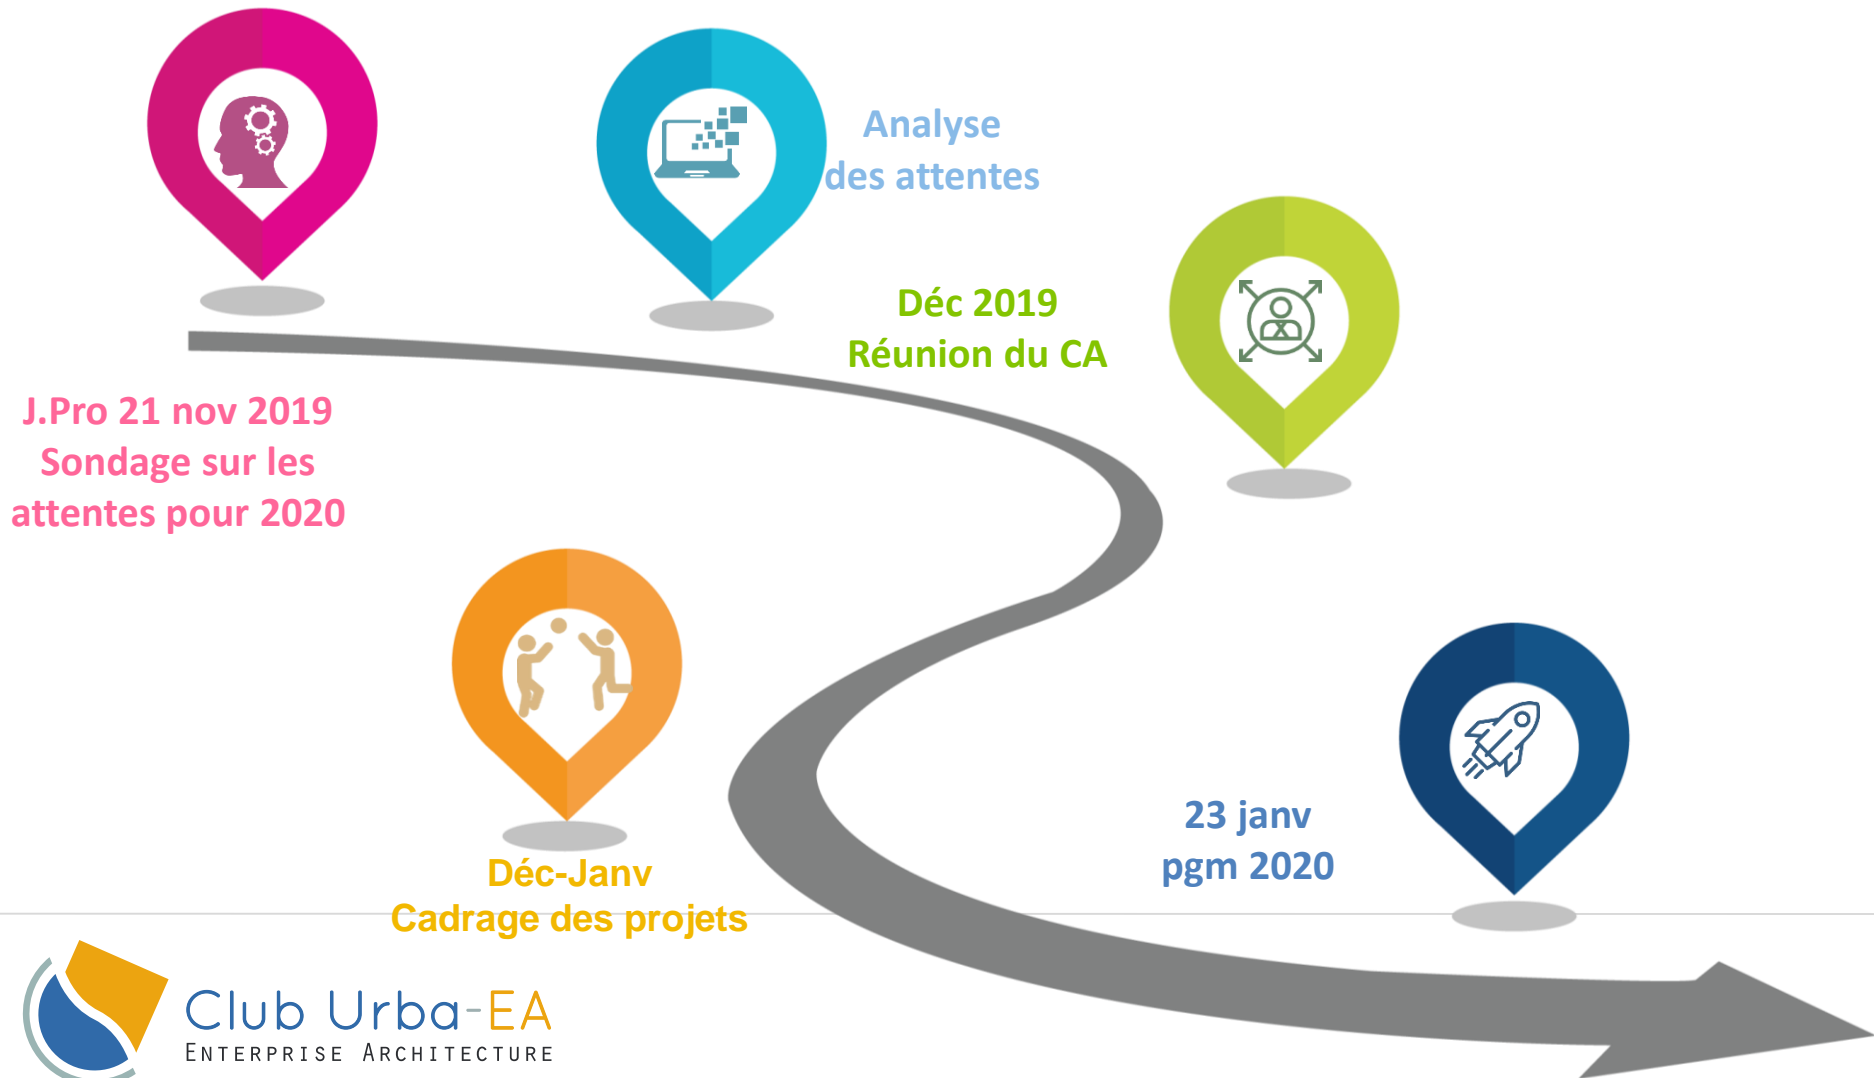 J.Pro 21 nov 2019
Sondage sur les
attentes pour 2020
Analyse
des attentes
Déc 2019
Réunion du CA
Déc-Janv
Cadrage des projets
23 janv
pgm 2020
Club Urba-EA
ENTERPRISE ARCHITECTURE